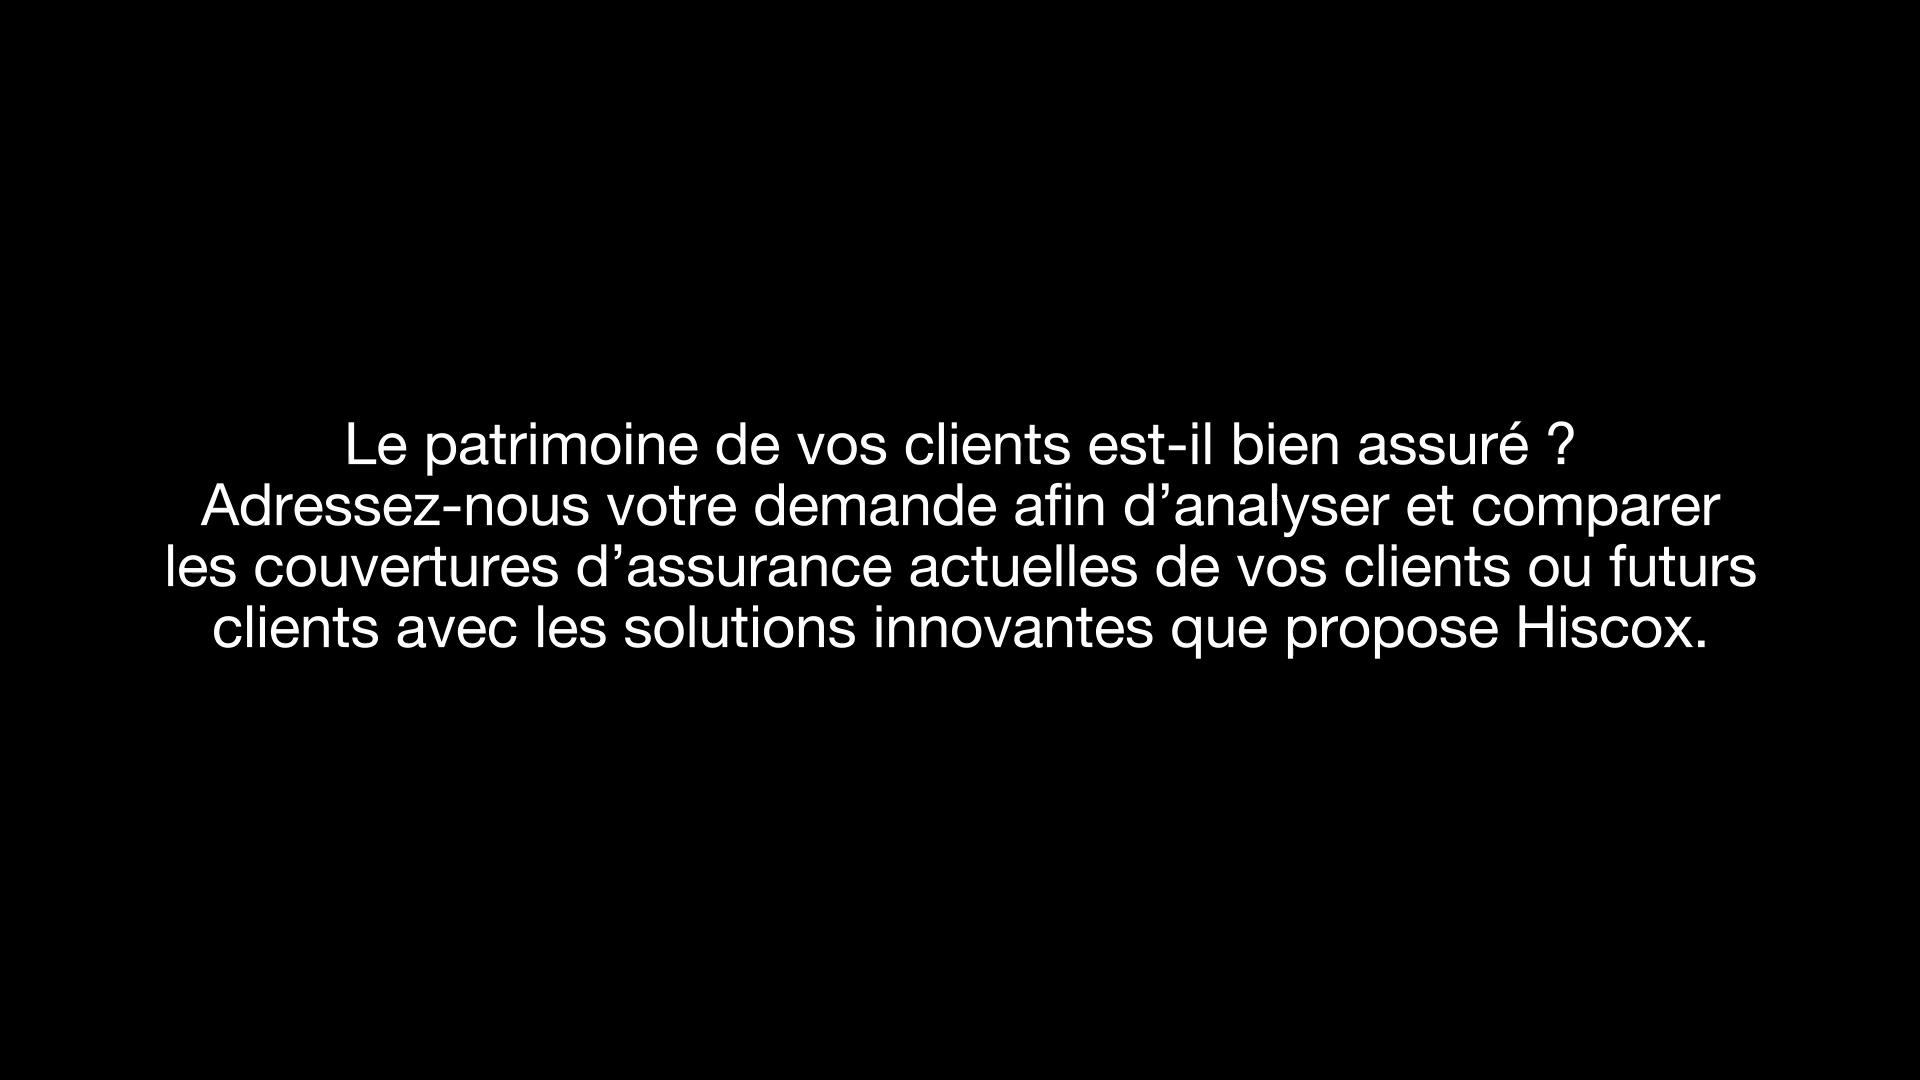 Le patrimoine de vos clients est-il bien assuré ?
Adressez-nous votre demande afin d’analyser et comparer
les couvertures d’assurance actuelles de vos clients ou futurs
clients avec les solutions innovantes que propose Hiscox.